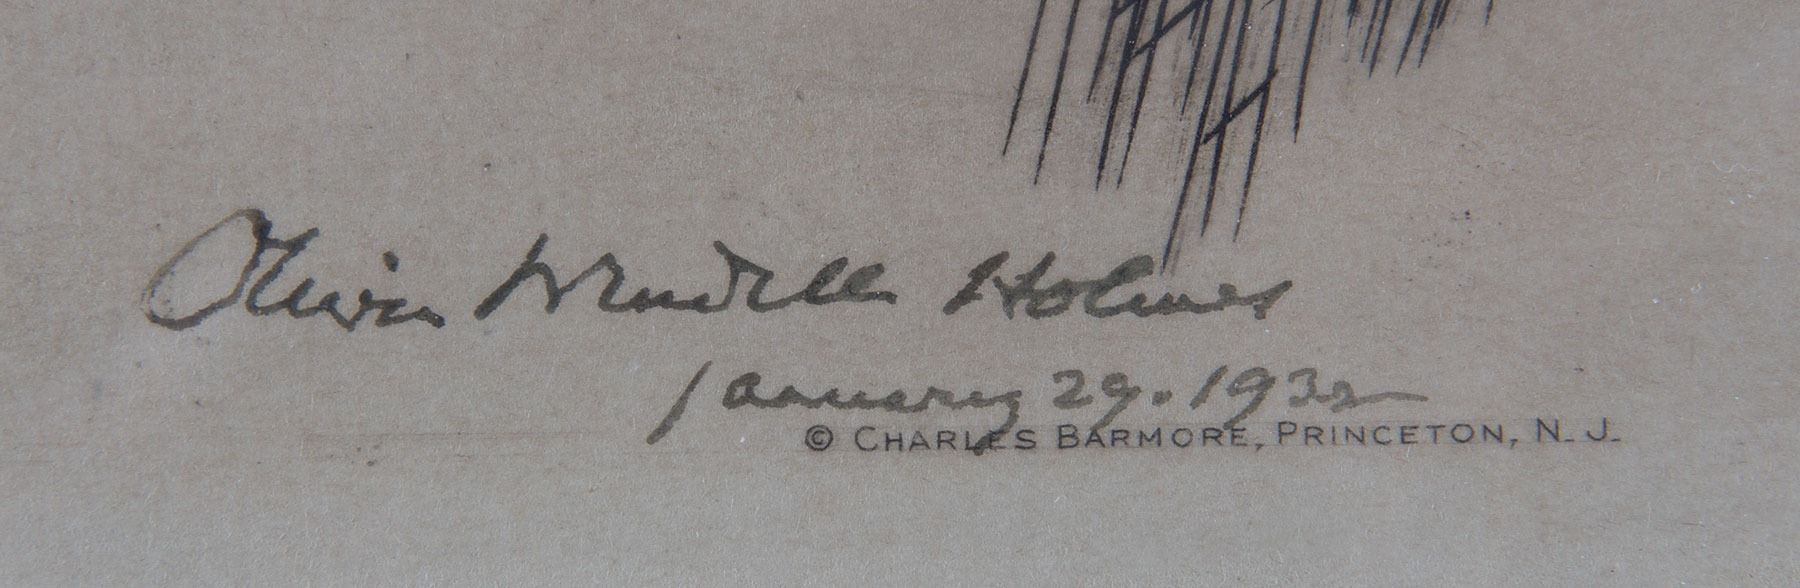 Oliver Wendell Holmes
January 29. 1932
© CHARLES BARMORE, PRINCETON, N. J.